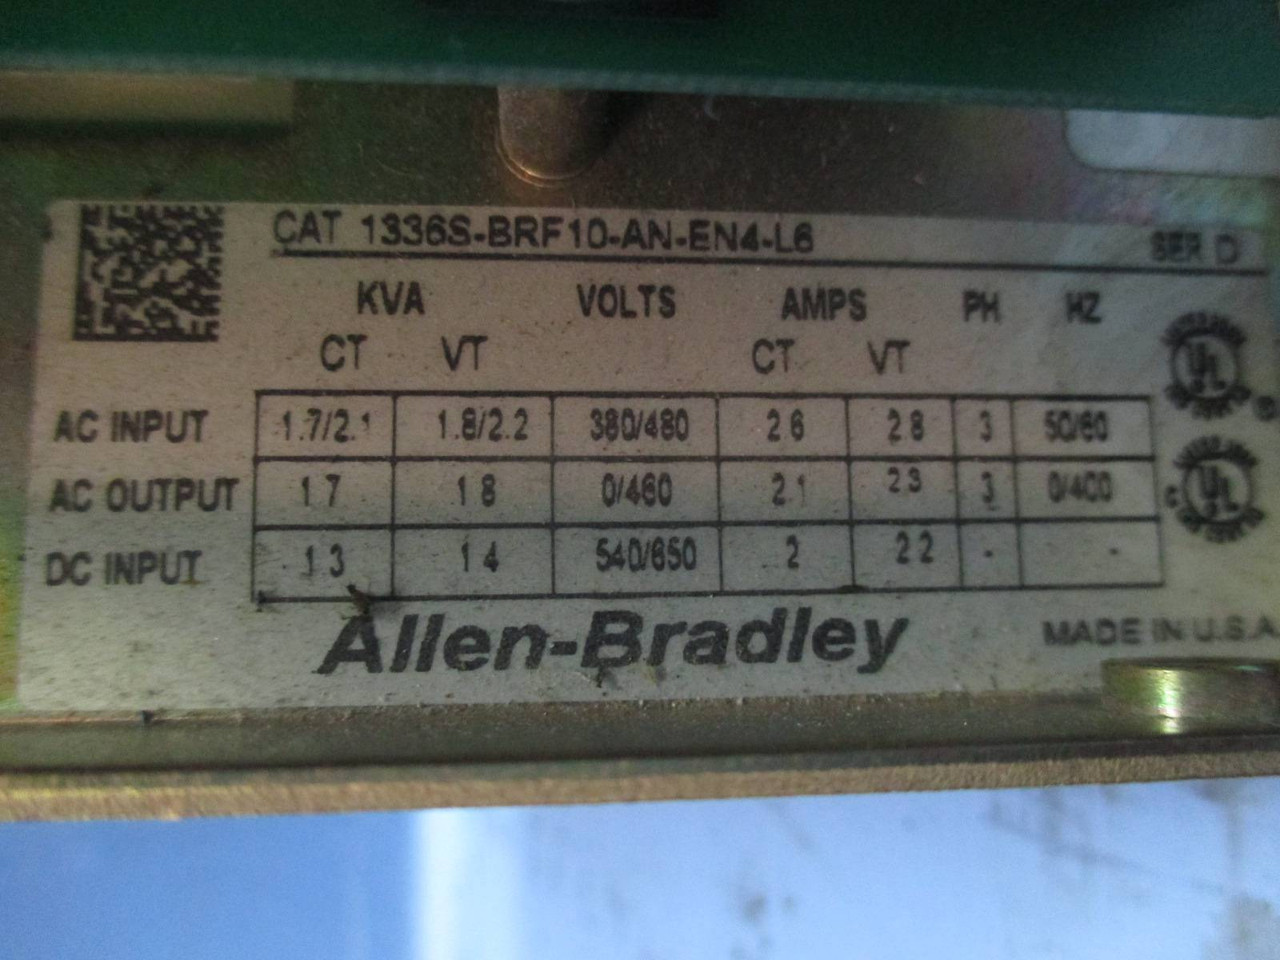 CAT 1336S-BRF10-AN-EN4-L6 SER D
KVA VOLTS AMPS PH HZ
CT VT CT VT
AC INPUT 1.7/2.1 1.8/2.2 380/480 2.6 2.8 3 50/60
AC OUTPUT 1.7 1.8 0/460 2.1 2.3 3 0/400
DC INPUT 1.3 1.4 540/650 2 2.2 - -
UL
®
C UL
Allen-Bradley MADE IN U.S.A